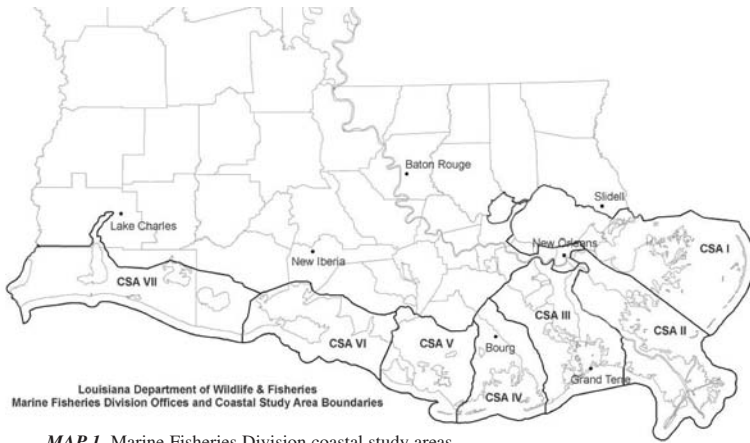 Baton Rouge
Slidell
Lake Charles
New Orleans
CSA I
New Iberia
CSA VII
CSA III
CSA II
CSA VI
CSA V
Bourg
Grand Terre
CSA IV
Louisiana Department of Wildlife & Fisheries
Marine Fisheries Division Offices and Coastal Study Area Boundaries
MAP 1. Marine Fisheries Division coastal study areas